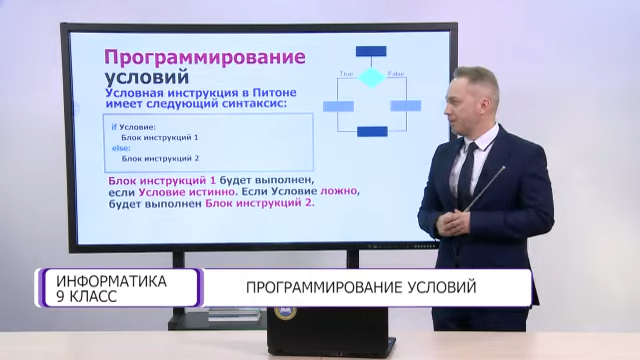 Программирование
условий
Условная инструкция в Питоне
имеет следующий синтаксис:
if Условие:
Блок инструкций 1
else:
Блок инструкций 2
Блок инструкций 1 будет выполнен,
если Условие истинно. Если Условие ложно,
будет выполнен Блок инструкций 2.
True False
ИНФОРМАТИКА
9 КЛАСС
ПРОГРАММИРОВАНИЕ УСЛОВИЙ